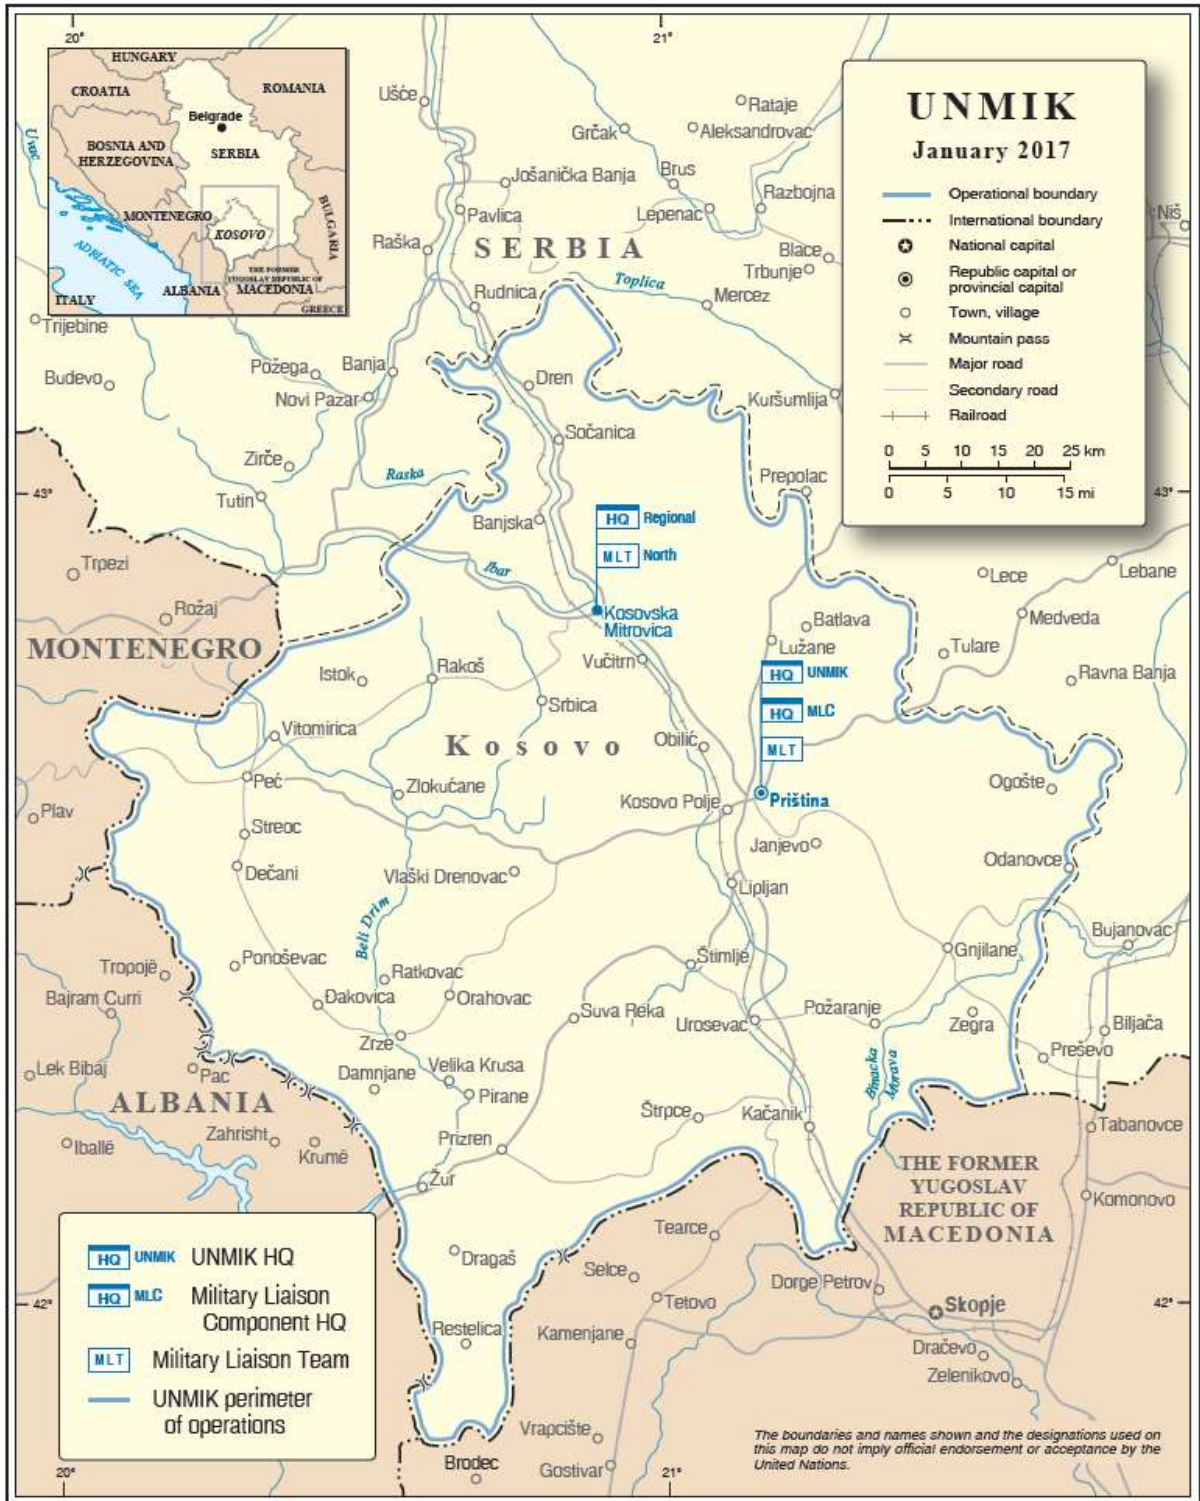 20°
21°
HUNGARY
CROATIA
ROMANIA
Belgrade
BOSNIA AND
HERZEGOVINA
SERBIA
MONTENEGRO
KOSOVO
BULGARIA
ADRIATIC SEA
THE FORMER
YUGOSLAV REPUBLIC OF
MACEDONIA
ALBANIA
ITALY
GREECE
UNMIK
January 2017
Operational boundary
International boundary
National capital
Republic capital or
provincial capital
Town, village
Mountain pass
Major road
Secondary road
Railroad
0 5 10 15 20 25 km
0 5 10 15 mi
Uvac
Ušće
Rataje
Grčak
Aleksandrovac
Jošanička Banja
Brus
Razbojna
Pavlica
Lepenac
Niš
Raška
SERBIA
Blace
Trbunje
Toplica
Rudnica
Mercez
Trijebine
Požega
Banja
Budevo
Dren
Novi Pazar
Kuršumlija
Sočanica
Zirče
Raska
Prepolac
43°
Tutin
43°
Banjska
HQ Regional
MLT North
Trpezi
Ibar
Lece
Lebane
Rožaj
Kosovska
Mitrovica
Batlava
Medveda
MONTENEGRO
Lužane
Tulare
Vučitrn
Istok
Rakoš
HQ UNMIK
Ravna Banja
Srbica
HQ MLC
Vitomirica
Kosovo
Obilić
MLT
Peć
Zlokućane
Ogošte
Plav
Kosovo Polje
Priština
Streoc
Janjevo
Dečani
Vlaški Drenovac
Odanovce
Lipljan
Beli Drim
Bujanovac
Ponoševac
Štimlje
Gnjilane
Tropojë
Ratkovac
Bajram Curri
Đakovica
Orahovac
Suva Reka
Urosevac
Požaranje
Zegra
Biljača
Zrze
Preševo
Lek Bibaj
Pac
Damnjane
Velika Krusa
Binacka
Morava
Pirane
ALBANIA
Štrpce
Kačanik
Tabanovce
Iballë
Zahrisht
Krumë
Prizren
Žur
THE FORMER
YUGOSLAV
REPUBLIC OF
MACEDONIA
Komonovo
Tearce
Dragaš
Selce
Dorge Petrov
42°
Tetovo
Skopje
42°
Restelica
Kamenjane
Dračevo
Zelenikovo
Vrapcište
Brodec
Gostivar
HQ UNMIK UNMIK HQ
HQ MLC Military Liaison
Component HQ
MLT Military Liaison Team
UNMIK perimeter
of operations
The boundaries and names shown and the designations used on
this map do not imply official endorsement or acceptance by the
United Nations.
20°
21°